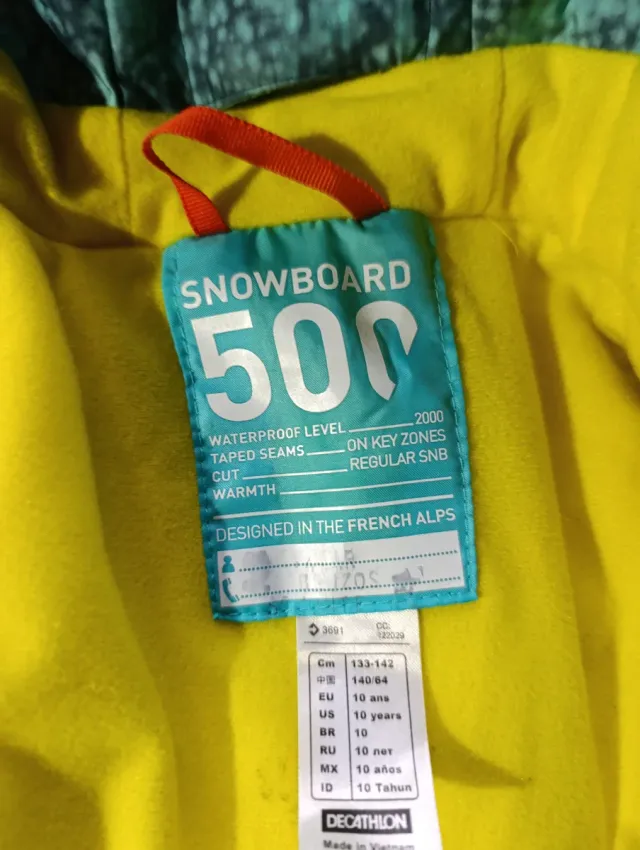 SNOWBOARD
500
WATERPROOF LEVEL 2000
TAPED SEAMS ON KEY ZONES
CUT REGULAR SNB
WARMTH
DESIGNED IN THE FRENCH ALPS
3691 CC: 122029
Cm 133-142
中国 140/64
EU 10 ans
US 10 years
BR 10
RU 10 лет
MX 10 años
ID 10 Tahun
DECATHLON
Made in Vietnam